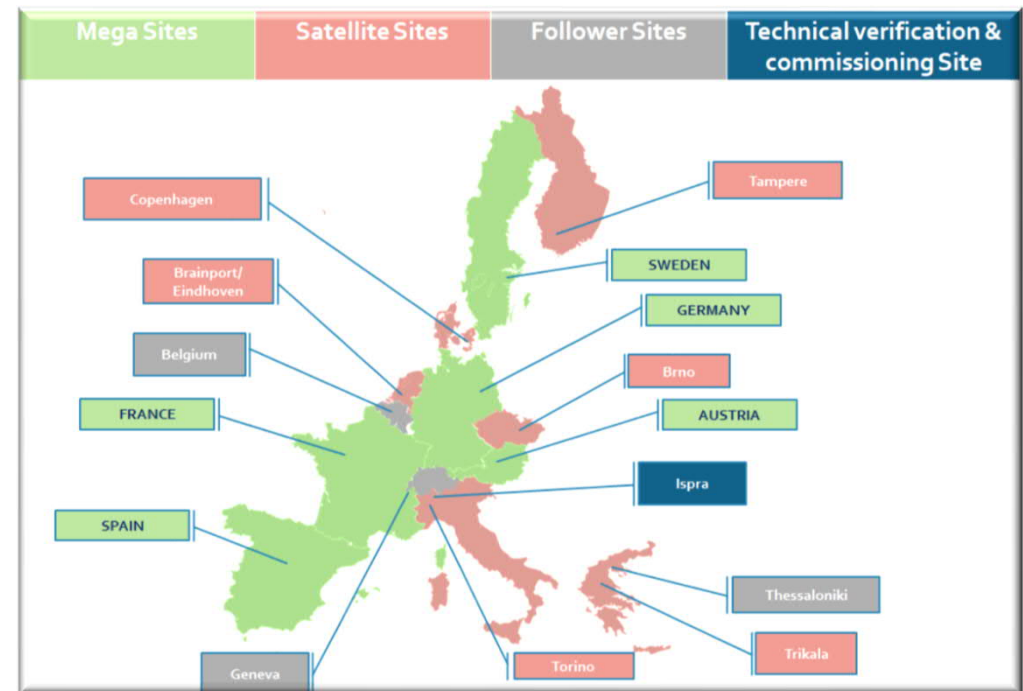 Mega Sites
Satellite Sites
Follower Sites
Technical verification &
commissioning Site
Copenhagen
Tampere
SWEDEN
Brainport/
Eindhoven
GERMANY
Belgium
Brno
FRANCE
AUSTRIA
Ispra
SPAIN
Thessaloniki
Trikala
Torino
Geneva